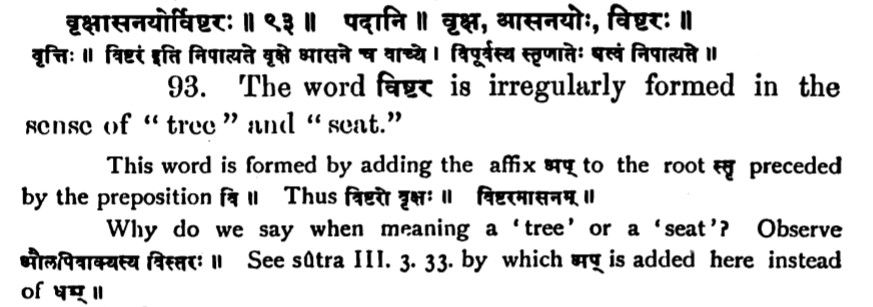 वृक्षासनयोर्विष्टरः ॥ ९३ ॥ पदानि ॥ वृक्ष, आसनयोः, विष्टरः ॥
वृत्तिः ॥ विष्टर इति निपात्यते वृक्षे आसने च वाच्ये । विपूर्वस्य स्तृणातेः षत्वं निपात्यते ॥
93. The word विष्टर is irregularly formed in the
sense of “tree” and “seat.”
This word is formed by adding the affix अप् to the root स्तृ preceded
by the preposition वि ॥ Thus विष्टरो वृक्षः ॥ विष्टरमासनम् ॥
Why do we say when meaning a ‘tree’ or a ‘seat’? Observe
औलपिवाक्यस्य विस्तरः ॥ See sûtra III. 3. 33. by which अप् is added here instead
of घम् ॥